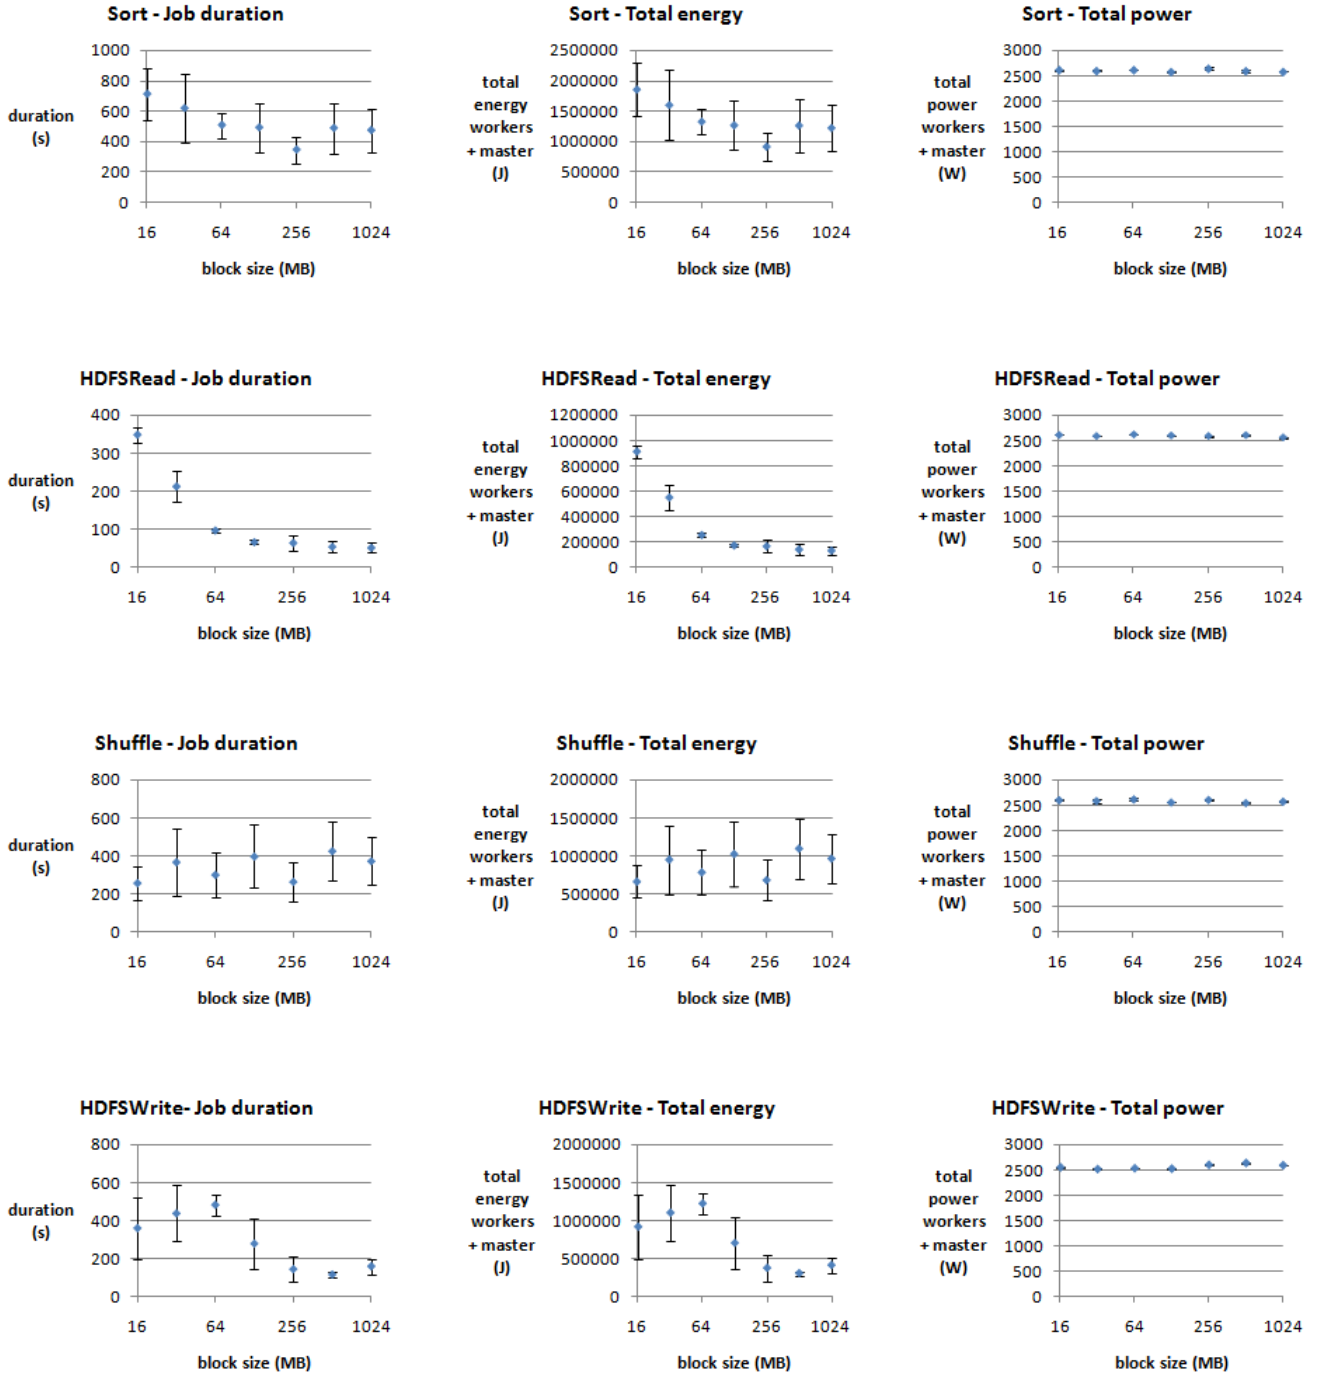 Sort - Job duration
1000
800
600
400
200
0
duration
(s)
16 64 256 1024
block size (MB)
Sort - Total energy
2500000
2000000
1500000
1000000
500000
0
total
energy
workers
+ master
(J)
16 64 256 1024
block size (MB)
Sort - Total power
3000
2500
2000
1500
1000
500
0
total
power
workers
+ master
(W)
16 64 256 1024
block size (MB)
HDFSRead - Job duration
400
300
200
100
0
duration
(s)
16 64 256 1024
block size (MB)
HDFSRead - Total energy
1200000
1000000
800000
600000
400000
200000
0
total
energy
workers
+ master
(J)
16 64 256 1024
block size (MB)
HDFSRead - Total power
3000
2500
2000
1500
1000
500
0
total
power
workers
+ master
(W)
16 64 256 1024
block size (MB)
Shuffle - Job duration
800
600
400
200
0
duration
(s)
16 64 256 1024
block size (MB)
Shuffle - Total energy
2000000
1500000
1000000
500000
0
total
energy
workers
+ master
(J)
16 64 256 1024
block size (MB)
Shuffle - Total power
3000
2500
2000
1500
1000
500
0
total
power
workers
+ master
(W)
16 64 256 1024
block size (MB)
HDFSWrite- Job duration
800
600
400
200
0
duration
(s)
16 64 256 1024
block size (MB)
HDFSWrite - Total energy
2000000
1500000
1000000
500000
0
total
energy
workers
+ master
(J)
16 64 256 1024
block size (MB)
HDFSWrite - Total power
3000
2500
2000
1500
1000
500
0
total
power
workers
+ master
(W)
16 64 256 1024
block size (MB)